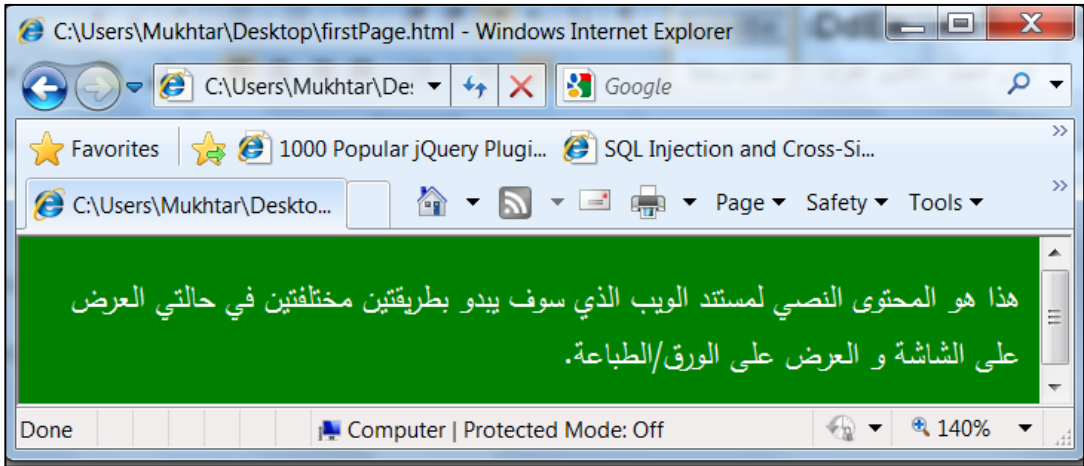 C:\Users\Mukhtar\Desktop\firstPage.html - Windows Internet Explorer
C:\Users\Mukhtar\De:
Google
Favorites 1000 Popular jQuery Plugi... SQL Injection and Cross-Si...
C:\Users\Mukhtar\Deskto... Page Safety Tools
هذا هو المحتوى النصي لمستند الويب الذي سوف يبدو بطريقتين مختلفتين في حالتي العرض
على الشاشة و العرض على الورق/الطباعة.
Done Computer | Protected Mode: Off 140%